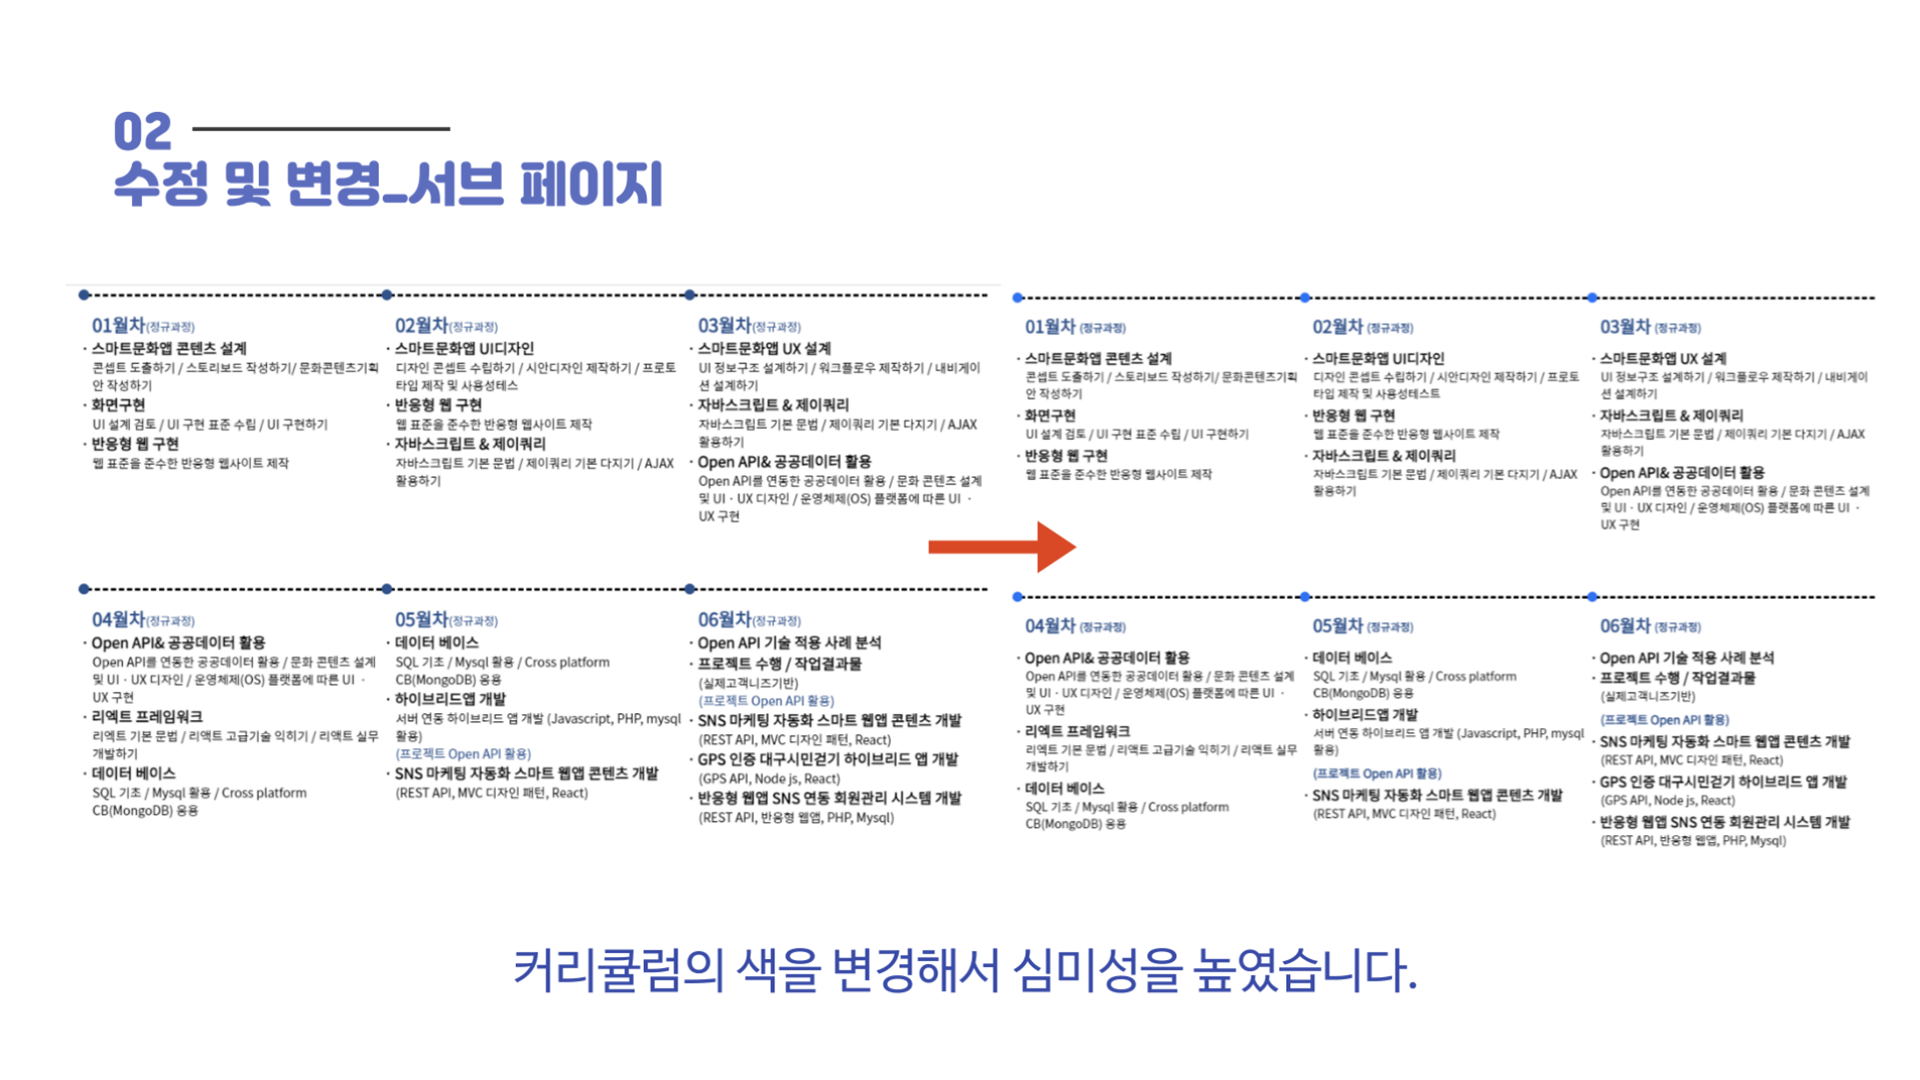 02
수정 및 변경_서브 페이지
01월차(정규과정)
· 스마트문화앱 콘텐츠 설계
콘셉트 도출하기 / 스토리보드 작성하기/ 문화콘텐츠기획
안 작성하기
· 화면구현
UI 설계 검토 / UI 구현 표준 수립 / UI 구현하기
· 반응형 웹 구현
웹 표준을 준수한 반응형 웹사이트 제작
02월차(정규과정)
· 스마트문화앱 UI디자인
디자인 콘셉트 수립하기 / 시안디자인 제작하기 / 프로토
타입 제작 및 사용성테스
· 반응형 웹 구현
웹 표준을 준수한 반응형 웹사이트 제작
· 자바스크립트 & 제이쿼리
자바스크립트 기본 문법 / 제이쿼리 기본 다지기 / AJAX
활용하기
03월차(정규과정)
· 스마트문화앱 UX 설계
UI 정보구조 설계하기 / 워크플로우 제작하기 / 내비게이
션 설계하기
· 자바스크립트 & 제이쿼리
자바스크립트 기본 문법 / 제이쿼리 기본 다지기 / AJAX
활용하기
· Open API& 공공데이터 활용
Open API를 연동한 공공데이터 활용 / 문화 콘텐츠 설계
및 UI · UX 디자인 / 운영체제(OS) 플랫폼에 따른 UI ·
UX 구현
04월차(정규과정)
· Open API& 공공데이터 활용
Open API를 연동한 공공데이터 활용 / 문화 콘텐츠 설계
및 UI · UX 디자인 / 운영체제(OS) 플랫폼에 따른 UI ·
UX 구현
· 리엑트 프레임워크
리엑트 기본 문법 / 리액트 고급기술 익히기 / 리액트 실무
개발하기
· 데이터 베이스
SQL 기초 / Mysql 활용 / Cross platform
CB(MongoDB) 응용
05월차(정규과정)
· 데이터 베이스
SQL 기초 / Mysql 활용 / Cross platform
CB(MongoDB) 응용
· 하이브리드앱 개발
서버 연동 하이브리드 앱 개발 (Javascript, PHP, mysql
활용)
(프로젝트 Open API 활용)
· SNS 마케팅 자동화 스마트 웹앱 콘텐츠 개발
(REST API, MVC 디자인 패턴, React)
06월차(정규과정)
· Open API 기술 적용 사례 분석
· 프로젝트 수행 / 작업결과물
(실제고객니즈기반)
(프로젝트 Open API 활용)
· SNS 마케팅 자동화 스마트 웹앱 콘텐츠 개발
(REST API, MVC 디자인 패턴, React)
· GPS 인증 대구시민걷기 하이브리드 앱 개발
(GPS API, Node js, React)
· 반응형 웹앱 SNS 연동 회원관리 시스템 개발
(REST API, 반응형 웹앱, PHP, Mysql)
01월차 (정규과정)
· 스마트문화앱 콘텐츠 설계
콘셉트 도출하기 / 스토리보드 작성하기/ 문화콘텐츠기획
안 작성하기
· 화면구현
UI 설계 검토 / UI 구현 표준 수립 / UI 구현하기
· 반응형 웹 구현
웹 표준을 준수한 반응형 웹사이트 제작
02월차 (정규과정)
· 스마트문화앱 UI디자인
디자인 콘셉트 수립하기 / 시안디자인 제작하기 / 프로토
타입 제작 및 사용성테스트
· 반응형 웹 구현
웹 표준을 준수한 반응형 웹사이트 제작
· 자바스크립트 & 제이쿼리
자바스크립트 기본 문법 / 제이쿼리 기본 다지기 / AJAX
활용하기
03월차 (정규과정)
· 스마트문화앱 UX 설계
UI 정보구조 설계하기 / 워크플로우 제작하기 / 내비게이
션 설계하기
· 자바스크립트 & 제이쿼리
자바스크립트 기본 문법 / 제이쿼리 기본 다지기 / AJAX
활용하기
· Open API& 공공데이터 활용
Open API를 연동한 공공데이터 활용 / 문화 콘텐츠 설계
및 UI · UX 디자인 / 운영체제(OS) 플랫폼에 따른 UI ·
UX 구현
04월차 (정규과정)
· Open API& 공공데이터 활용
Open API를 연동한 공공데이터 활용 / 문화 콘텐츠 설계
및 UI · UX 디자인 / 운영체제(OS) 플랫폼에 따른 UI ·
UX 구현
· 리엑트 프레임워크
리엑트 기본 문법 / 리액트 고급기술 익히기 / 리액트 실무
개발하기
· 데이터 베이스
SQL 기초 / Mysql 활용 / Cross platform
CB(MongoDB) 응용
05월차 (정규과정)
· 데이터 베이스
SQL 기초 / Mysql 활용 / Cross platform
CB(MongoDB) 응용
· 하이브리드앱 개발
서버 연동 하이브리드 앱 개발 (Javascript, PHP, mysql
활용)
(프로젝트 Open API 활용)
· SNS 마케팅 자동화 스마트 웹앱 콘텐츠 개발
(REST API, MVC 디자인 패턴, React)
06월차 (정규과정)
· Open API 기술 적용 사례 분석
· 프로젝트 수행 / 작업결과물
(실제고객니즈기반)
(프로젝트 Open API 활용)
· SNS 마케팅 자동화 스마트 웹앱 콘텐츠 개발
(REST API, MVC 디자인 패턴, React)
· GPS 인증 대구시민걷기 하이브리드 앱 개발
(GPS API, Node js, React)
· 반응형 웹앱 SNS 연동 회원관리 시스템 개발
(REST API, 반응형 웹앱, PHP, Mysql)
커리큘럼의 색을 변경해서 심미성을 높였습니다.